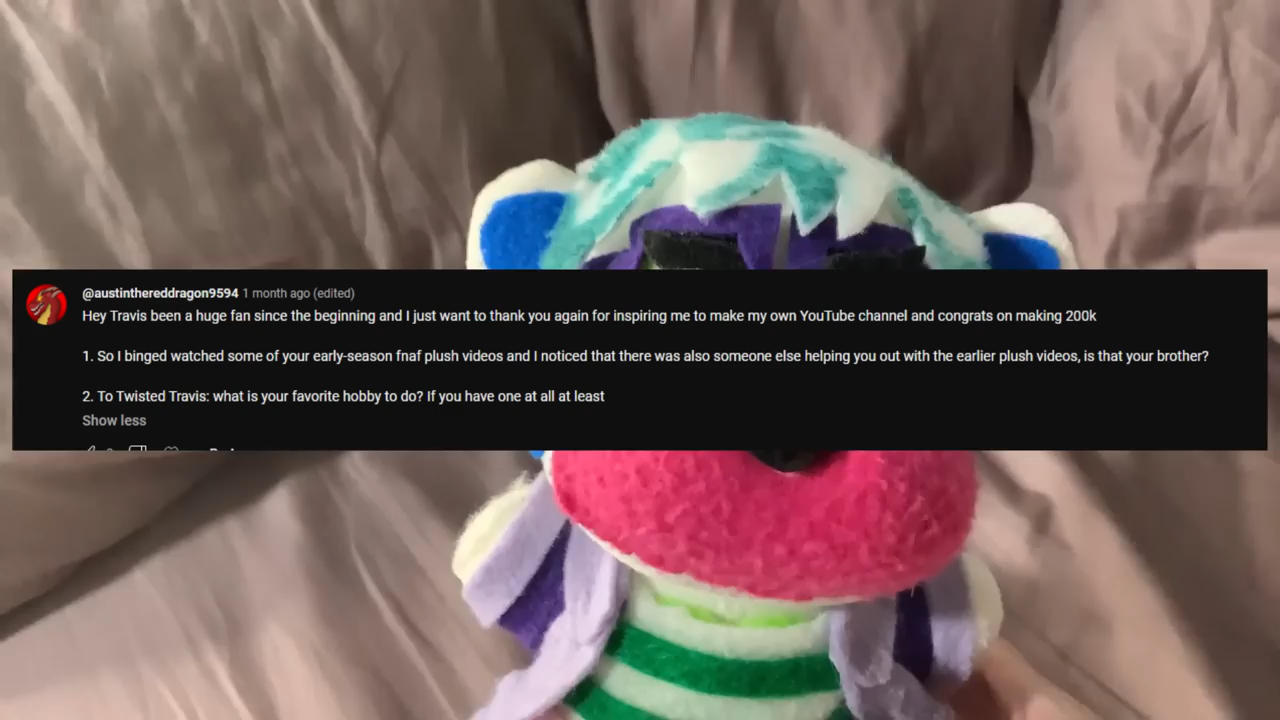 @austinthereddragon9594 1 month ago (edited)
Hey Travis been a huge fan since the beginning and I just want to thank you again for inspiring me to make my own YouTube channel and congrats on making 200k
1. So I binged watched some of your early-season fnaf plush videos and I noticed that there was also someone else helping you out with the earlier plush videos, is that your brother?
2. To Twisted Travis: what is your favorite hobby to do? If you have one at all at least
Show less